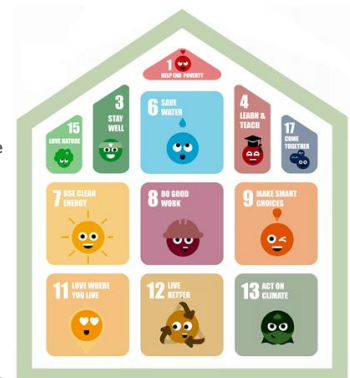 1
HELP END POVERTY
15
LOVE NATURE
3
STAY
WELL
6 SAVE
WATER
4
LEARN &
TEACH
17
COME
TOGETHER
7 USE CLEAN
ENERGY
8 DO GOOD
WORK
9 MAKE SMART
CHOICES
11 LOVE WHERE
YOU LIVE
12 LIVE
BETTER
13 ACT ON
CLIMATE